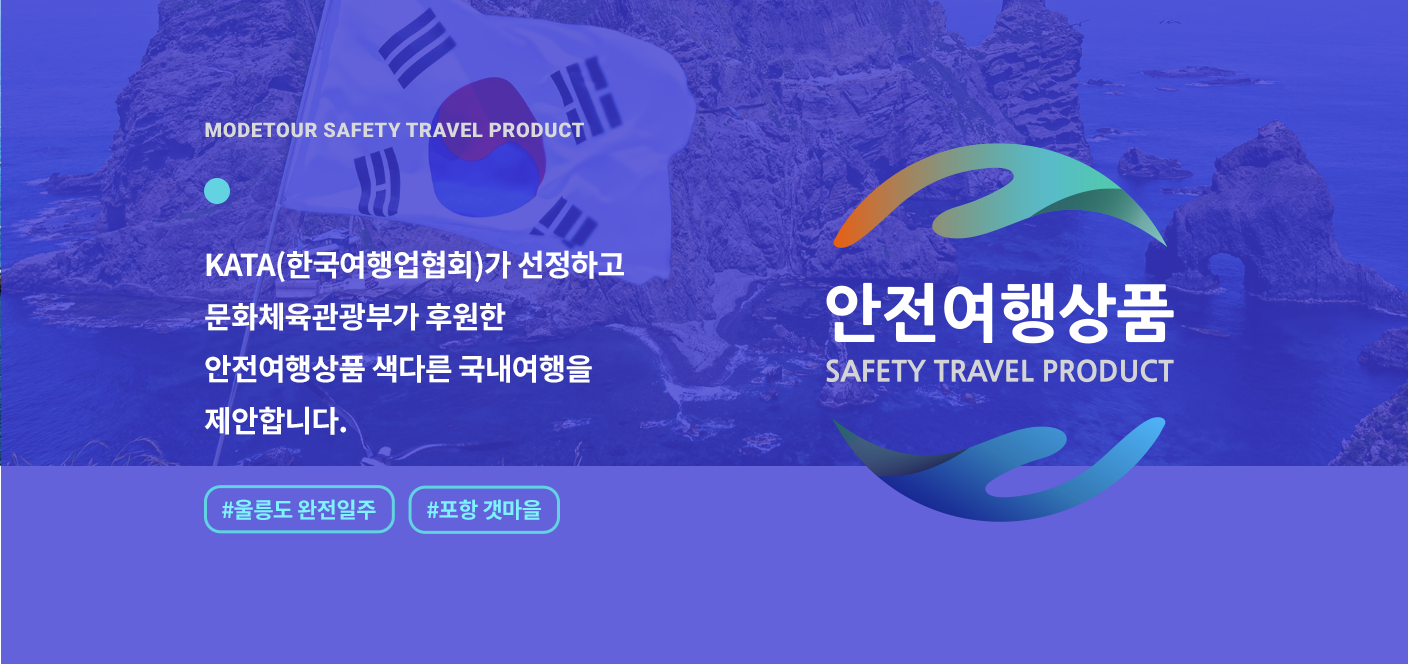 MODETOUR SAFETY TRAVEL PRODUCT
KATA(한국여행업협회)가 선정하고
문화체육관광부가 후원한
안전여행상품 색다른 국내여행을
제안합니다.
#울릉도 완전일주 #포항 갯마을
안전여행상품
SAFETY TRAVEL PRODUCT